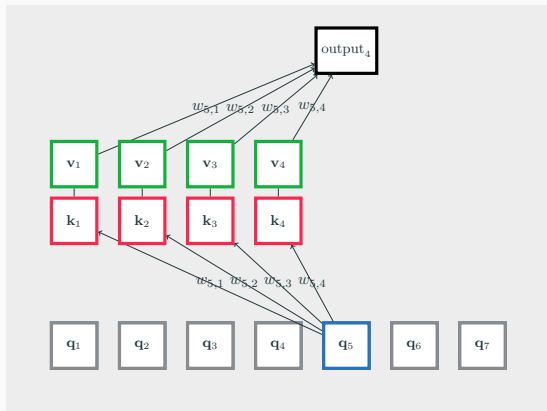 output₄
w₅,₁ w₅,₂ w₅,₃ w₅,₄
v₁ v₂ v₃ v₄
k₁ k₂ k₃ k₄
w₅,₁ w₅,₂ w₅,₃ w₅,₄
q₁ q₂ q₃ q₄ q₅ q₆ q₇